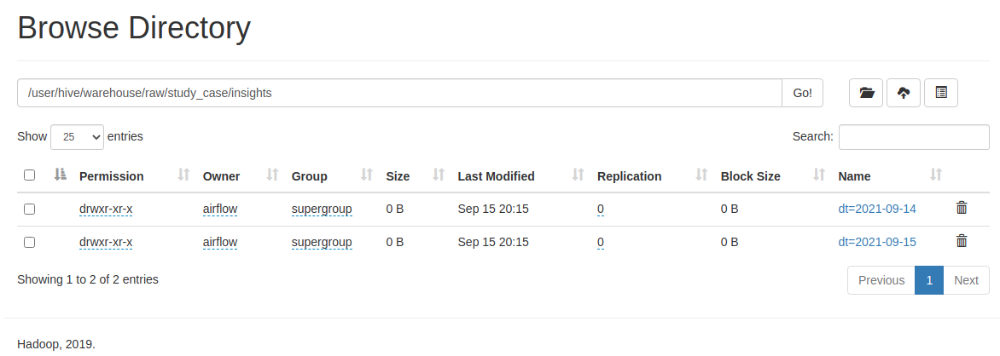 Browse Directory
/user/hive/warehouse/raw/study_case/insights Go!
Show 25 entries Search:
Permission Owner Group Size Last Modified Replication Block Size Name
drwxr-xr-x airflow supergroup 0 B Sep 15 20:15 0 0 B dt=2021-09-14
drwxr-xr-x airflow supergroup 0 B Sep 15 20:15 0 0 B dt=2021-09-15
Showing 1 to 2 of 2 entries Previous 1 Next
Hadoop, 2019.